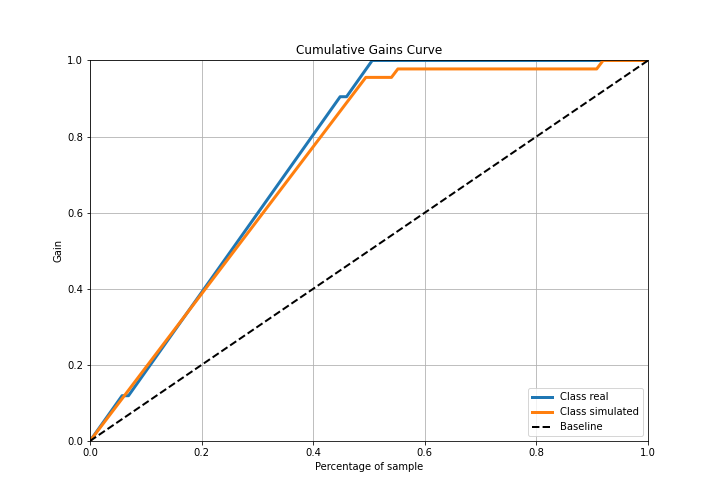 Cumulative Gains Curve
1.0
0.8
0.6
0.4
0.2
0.0
Gain
0.0 0.2 0.4 0.6 0.8 1.0
Percentage of sample
Class real
Class simulated
Baseline